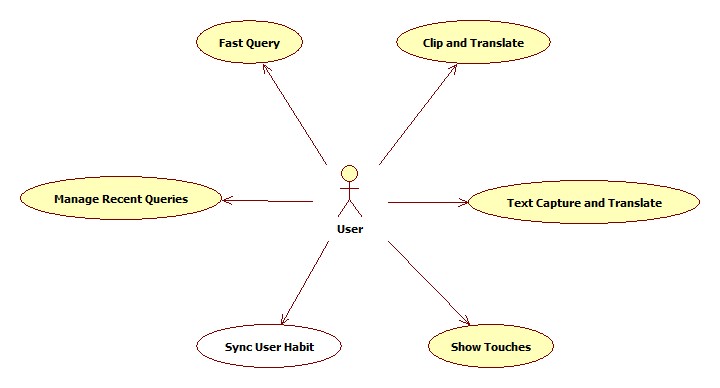 Fast Query
Clip and Translate
Manage Recent Queries
Text Capture and Translate
User
Sync User Habit
Show Touches